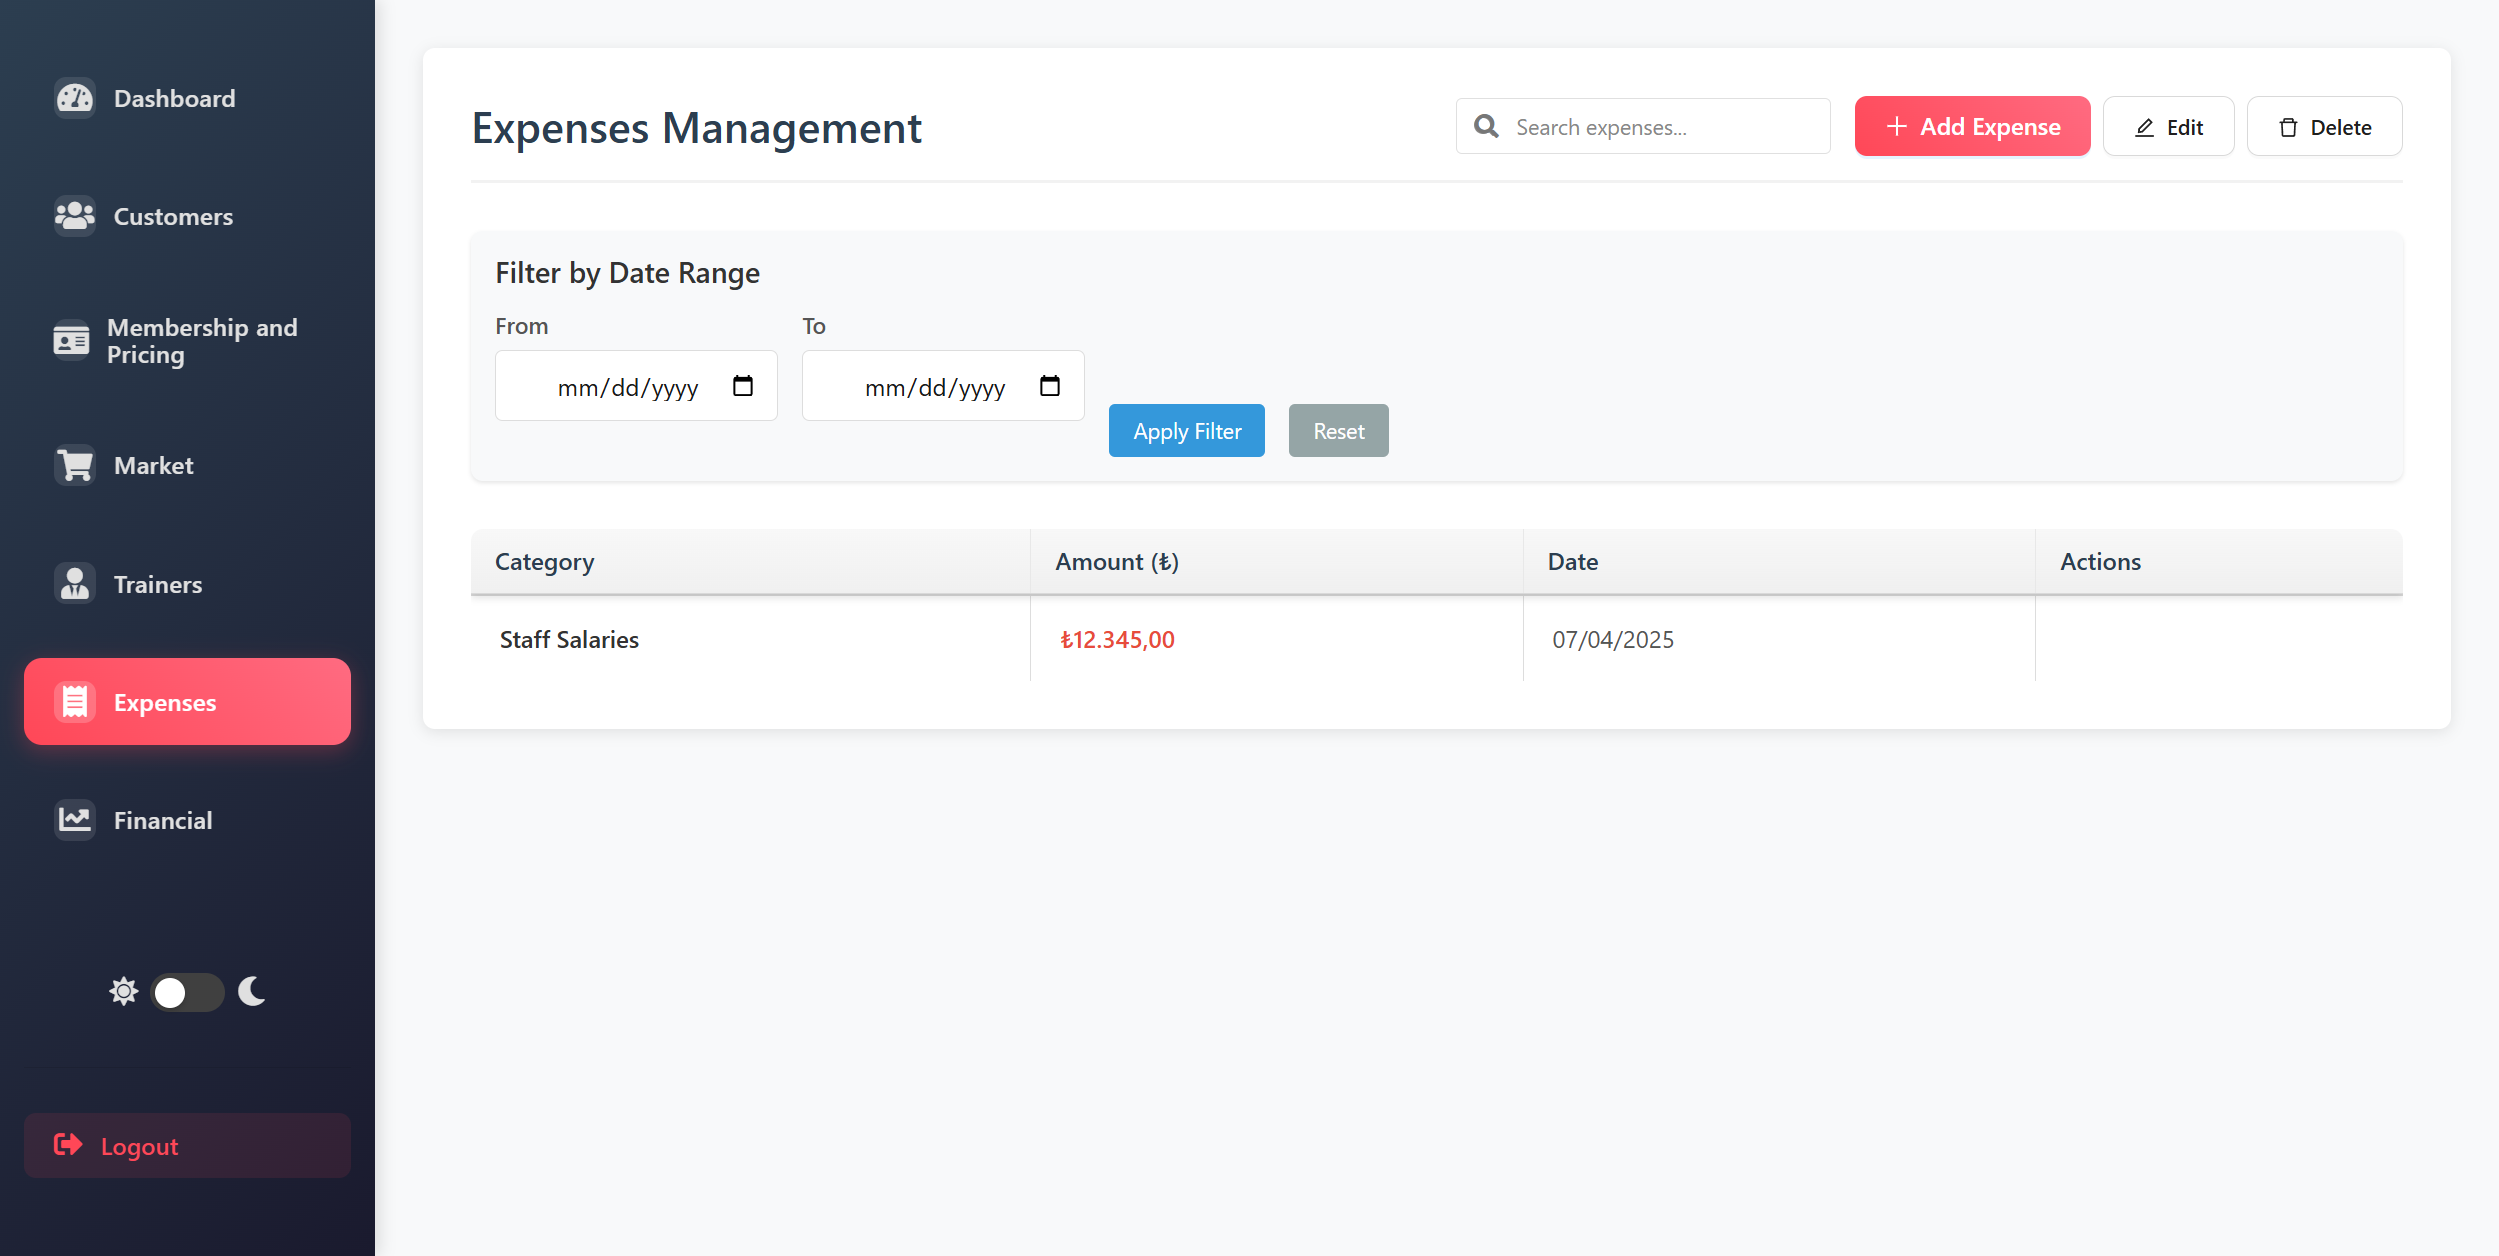 Dashboard
Customers
Membership and
Pricing
Market
Trainers
Expenses
Financial
Logout
Expenses Management
Search expenses...
Add Expense
Edit
Delete
Filter by Date Range
From
To
mm/dd/yyyy
mm/dd/yyyy
Apply Filter
Reset
Category
Amount (₺)
Date
Actions
Staff Salaries
₺12.345,00
07/04/2025